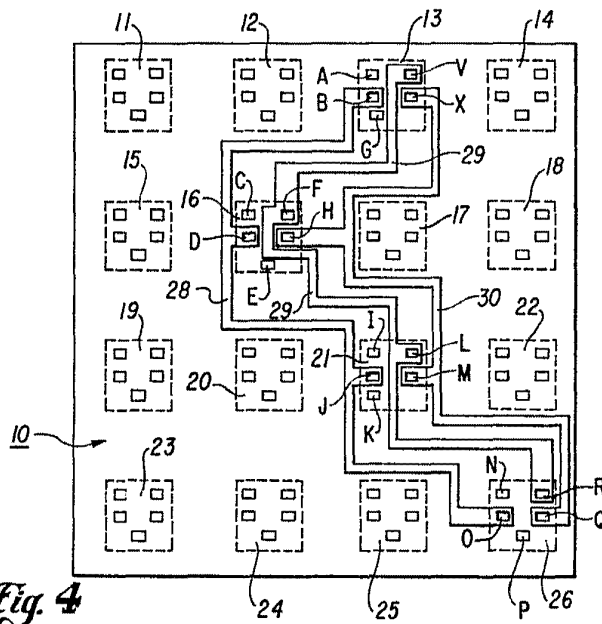 11 12 13 14
A V
B X
G
29
15 16 C F 18
D H 17
E
28 29 30
19 I L 22
20 21 J M
K
10
23 N R
O Q
24 25 P 26
Fig. 4